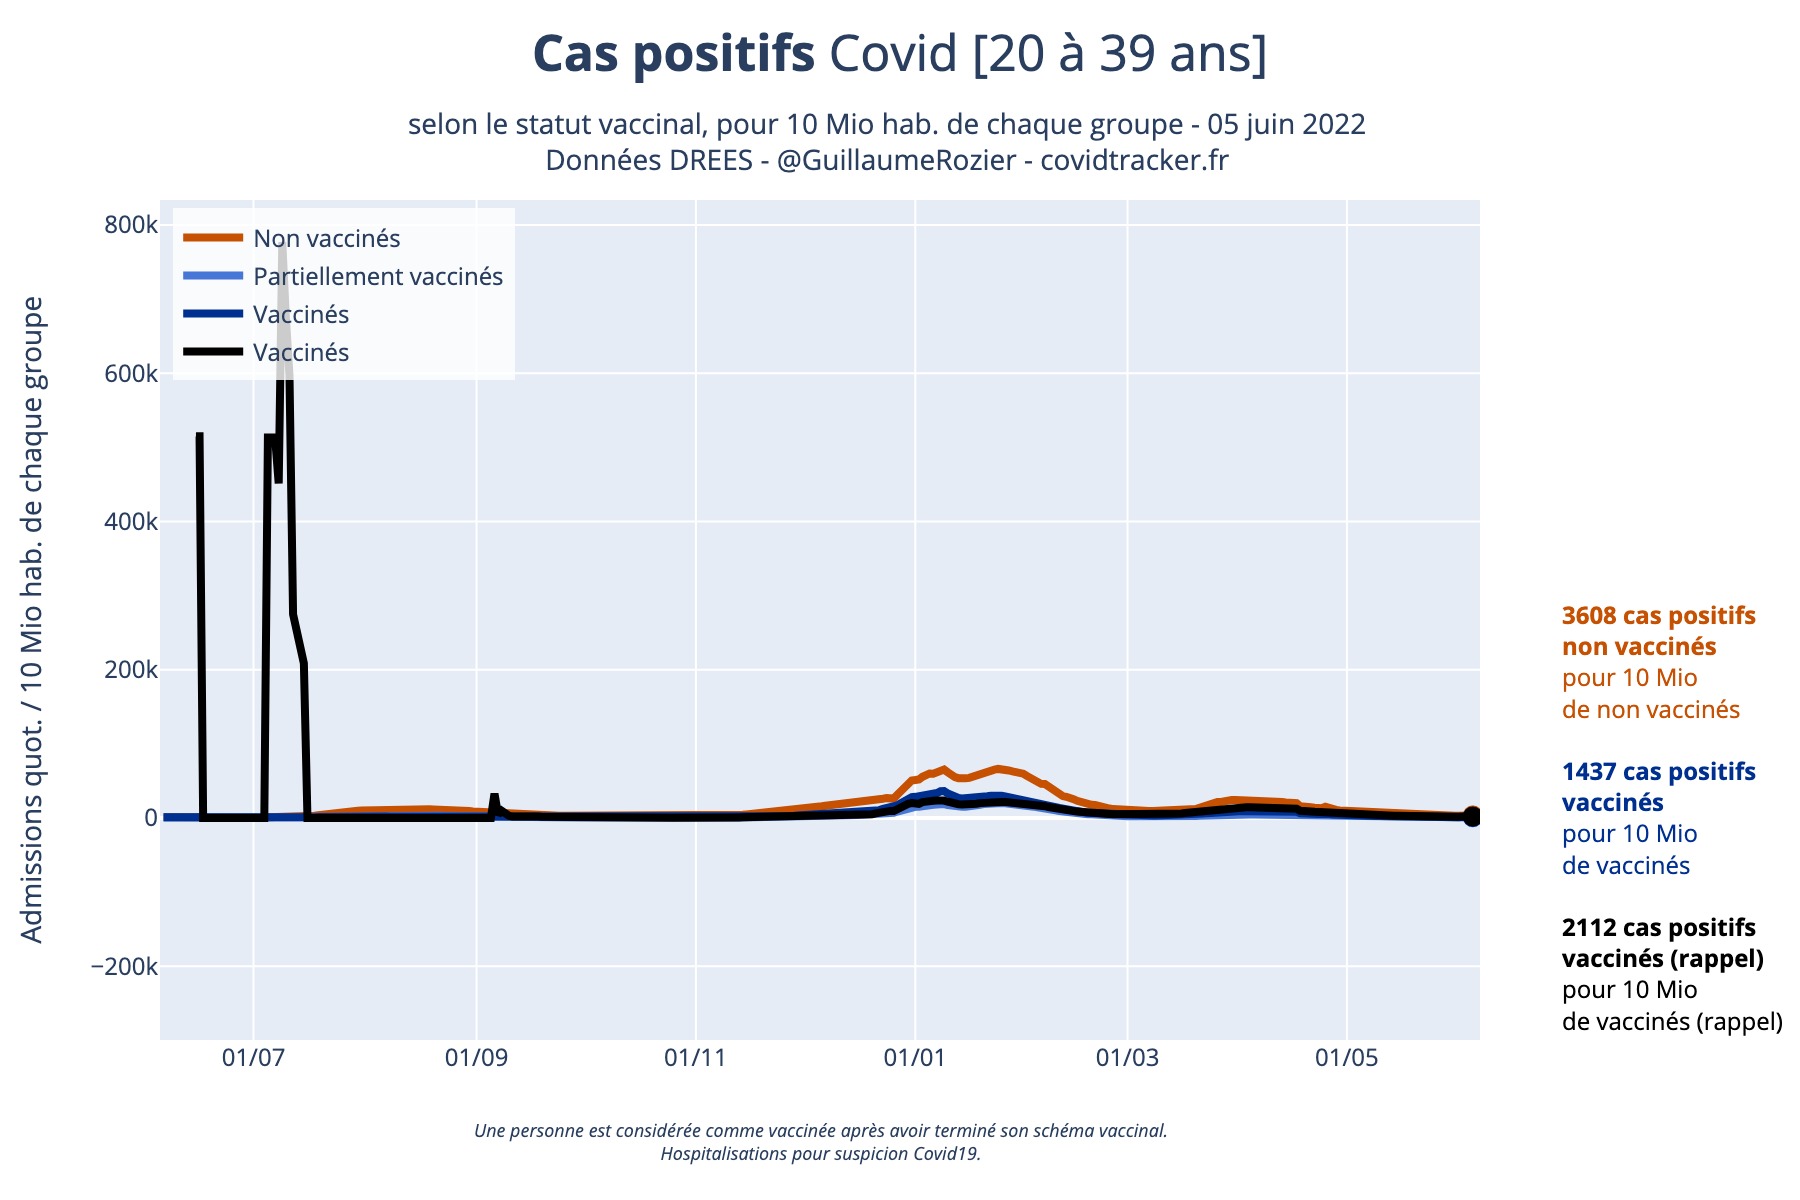 Cas positifs Covid [20 à 39 ans]
selon le statut vaccinal, pour 10 Mio hab. de chaque groupe - 05 juin 2022
Données DREES - @GuillaumeRozier - covidtracker.fr
Admissions quot. / 10 Mio hab. de chaque groupe
800k
600k
400k
200k
0
−200k
Non vaccinés
Partiellement vaccinés
Vaccinés
Vaccinés
01/07
01/09
01/11
01/01
01/03
01/05
3608 cas positifs
non vaccinés
pour 10 Mio
de non vaccinés
1437 cas positifs
vaccinés
pour 10 Mio
de vaccinés
2112 cas positifs
vaccinés (rappel)
pour 10 Mio
de vaccinés (rappel)
Une personne est considérée comme vaccinée après avoir terminé son schéma vaccinal.
Hospitalisations pour suspicion Covid19.